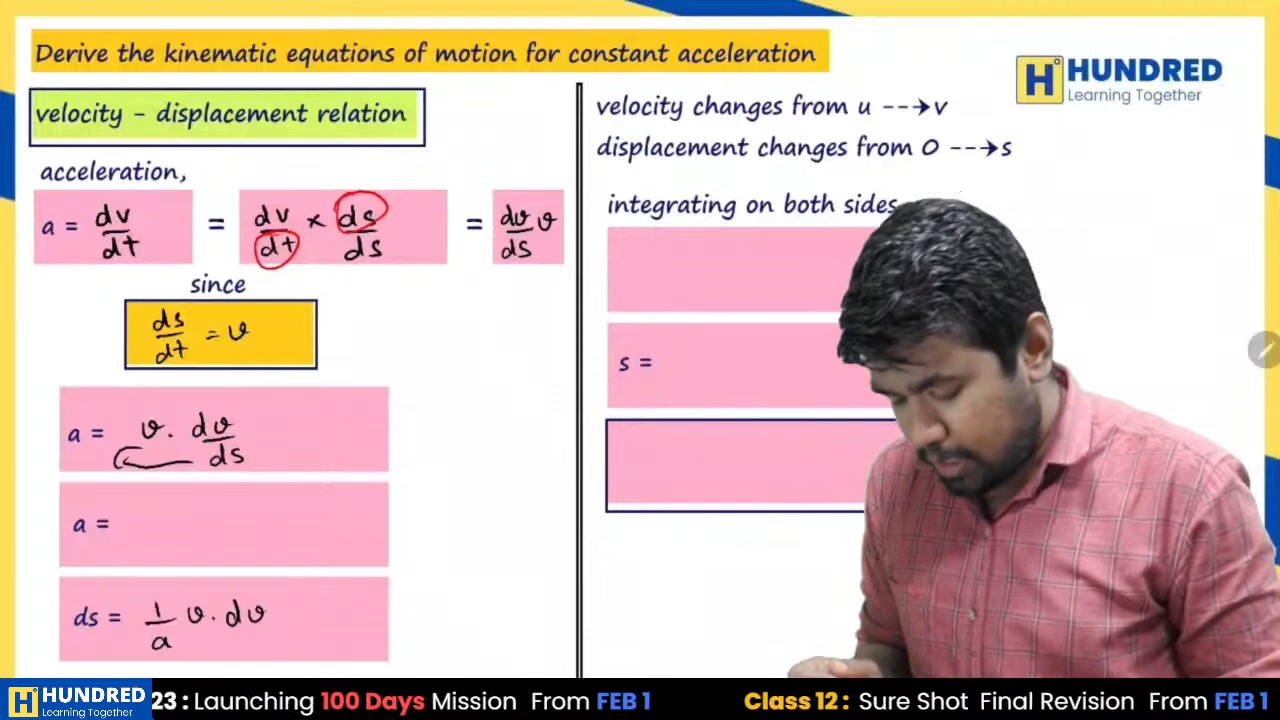 Derive the kinematic equations of motion for constant acceleration
HUNDRED
Learning Together
velocity - displacement relation
acceleration,
a = dv/dt = dv/dt × ds/ds = dv/ds v
since
ds/dt = v
a = v. dv/ds
a =
ds = 1/a v. dv
velocity changes from u --→v
displacement changes from 0 --→s
integrating on both sides
s =
HUNDRED
Learning Together
23 : Launching 100 Days Mission From FEB 1
Class 12 : Sure Shot Final Revision From FEB 1